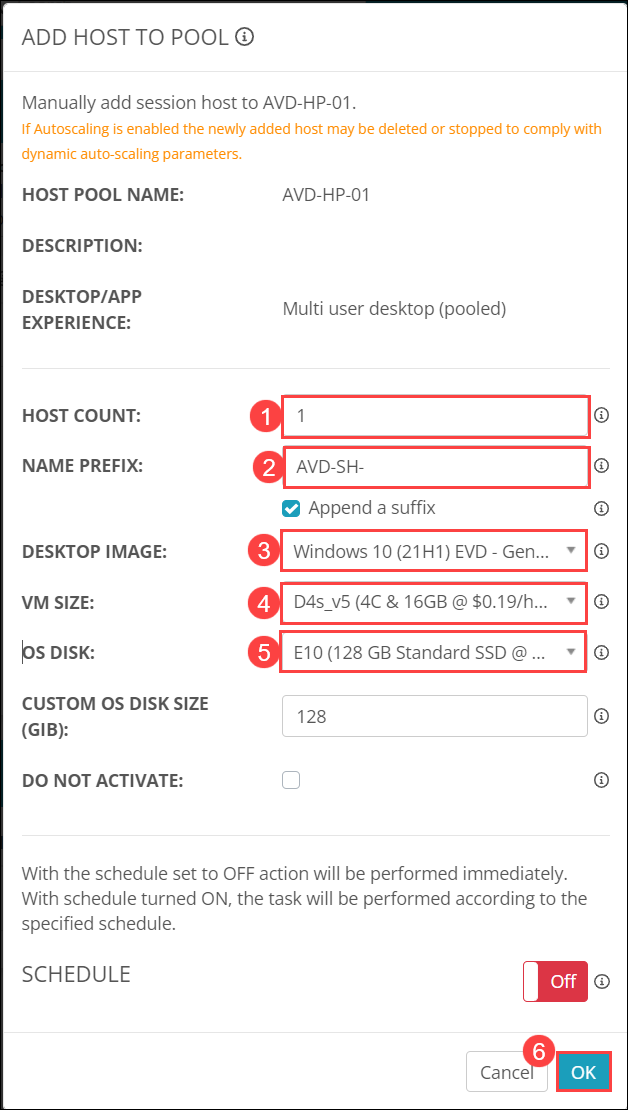 ADD HOST TO POOL
Manually add session host to AVD-HP-01.
If Autoscaling is enabled the newly added host may be deleted or stopped to comply with
dynamic auto-scaling parameters.
HOST POOL NAME: AVD-HP-01
DESCRIPTION:
DESKTOP/APP
EXPERIENCE:
Multi user desktop (pooled)
HOST COUNT: 1 1
NAME PREFIX: 2 AVD-SH-
Append a suffix
DESKTOP IMAGE: 3 Windows 10 (21H1) EVD - Gen...
VM SIZE: 4 D4s_v5 (4C & 16GB @ $0.19/h...
OS DISK: 5 E10 (128 GB Standard SSD @ ...
CUSTOM OS DISK SIZE
(GIB):
128
DO NOT ACTIVATE:
With the schedule set to OFF action will be performed immediately.
With schedule turned ON, the task will be performed according to the
specified schedule.
SCHEDULE Off
6
Cancel OK